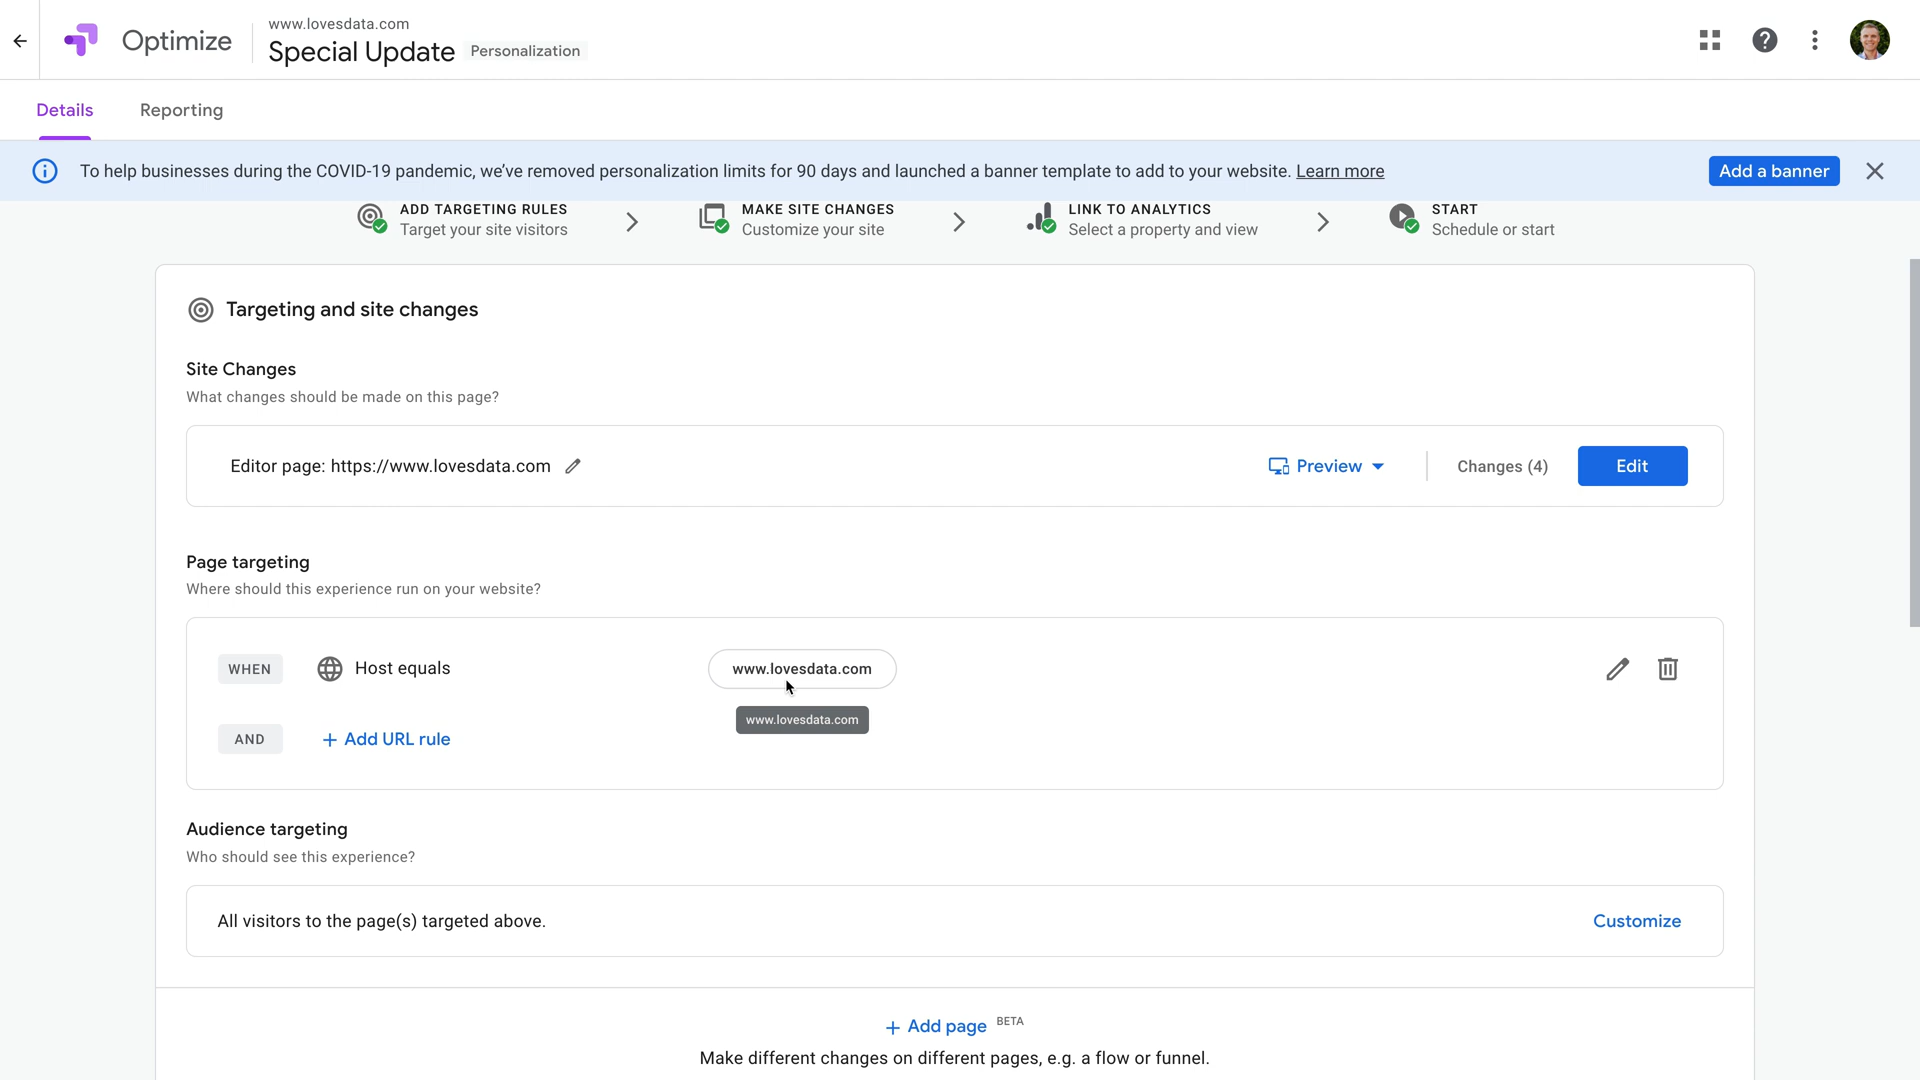 www.lovesdata.com
Optimize
Special Update Personalization
Details Reporting
To help businesses during the COVID-19 pandemic, we've removed personalization limits for 90 days and launched a banner template to add to your website. Learn more Add a banner
ADD TARGETING RULES
Target your site visitors
MAKE SITE CHANGES
Customize your site
LINK TO ANALYTICS
Select a property and view
START
Schedule or start
Targeting and site changes
Site Changes
What changes should be made on this page?
Editor page: https://www.lovesdata.com Preview Changes (4) Edit
Page targeting
Where should this experience run on your website?
WHEN Host equals www.lovesdata.com
www.lovesdata.com
AND + Add URL rule
Audience targeting
Who should see this experience?
All visitors to the page(s) targeted above. Customize
+ Add page BETA
Make different changes on different pages, e.g. a flow or funnel.